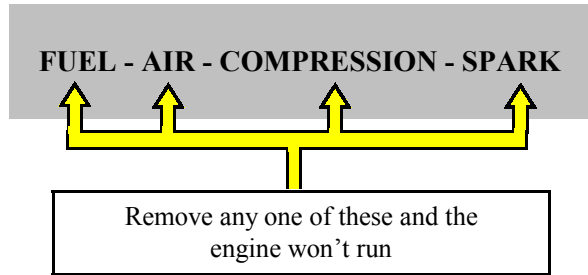 FUEL - AIR - COMPRESSION - SPARK
Remove any one of these and the
engine won’t run